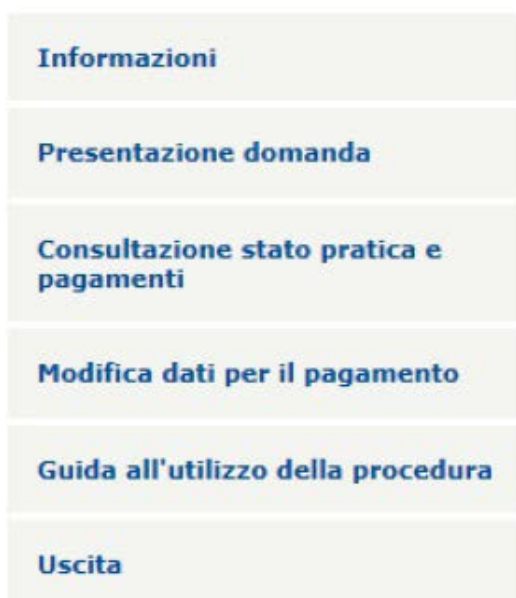 Informazioni
Presentazione domanda
Consultazione stato pratica e
pagamenti
Modifica dati per il pagamento
Guida all'utilizzo della procedura
Uscita